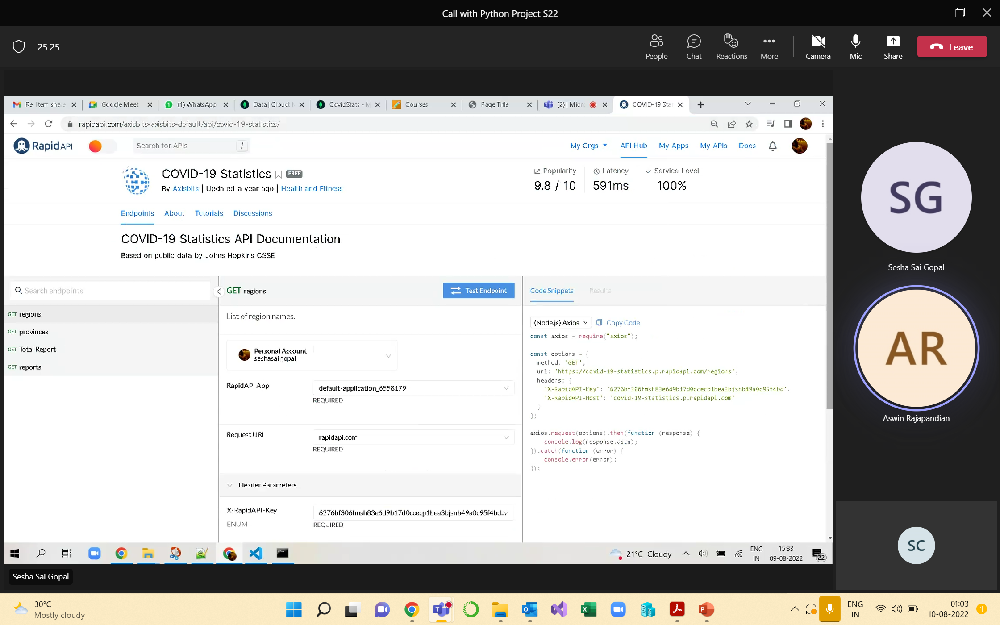 Call with Python Project S22
25:25
People
Chat
Reactions
More
Camera
Mic
Share
Leave
Re: Item share
Google Meet
(1) WhatsApp
Data | Cloud: M
CovidStats - M
Courses
Page Title
(2) | Micro
COVID-19 Stat
rapidapi.com/axisbits-axisbits-default/api/covid-19-statistics/
Rapid API
Search for APIs
/
My Orgs
API Hub
My Apps
My APIs
Docs
COVID-19 Statistics
FREE
By Axisbits | Updated a year ago | Health and Fitness
Popularity
9.8 / 10
Latency
591ms
Service Level
100%
Endpoints
About
Tutorials
Discussions
COVID-19 Statistics API Documentation
Based on public data by Johns Hopkins CSSE
Search endpoints
GET regions
GET provinces
GET Total Report
GET reports
GET regions
Test Endpoint
List of region names.
Personal Account
seshasai gopal
RapidAPI App
default-application_6558179
REQUIRED
Request URL
rapidapi.com
REQUIRED
Header Parameters
X-RapidAPI-Key
ENUM
6276bf306fmsh83e6d9b17d0ccecp1bea3bjsnb49a0c95f4bd...
REQUIRED
Code Snippets
Results
(Node.js) Axios
Copy Code
const axios = require("axios");
const options = {
method: 'GET',
url: 'https://covid-19-statistics.p.rapidapi.com/regions',
headers: {
'X-RapidAPI-Key': '6276bf306fmsh83e6d9b17d0ccecp1bea3bjsnb49a0c95f4bd',
'X-RapidAPI-Host': 'covid-19-statistics.p.rapidapi.com'
}
};
axios.request(options).then(function (response) {
console.log(response.data);
}).catch(function (error) {
console.error(error);
});
21°C Cloudy
ENG
IN
15:33
09-08-2022
22
SG
Sesha Sai Gopal
AR
Aswin Rajapandian
SC
Sesha Sai Gopal
30°C
Mostly cloudy
ENG
IN
01:03
10-08-2022
1